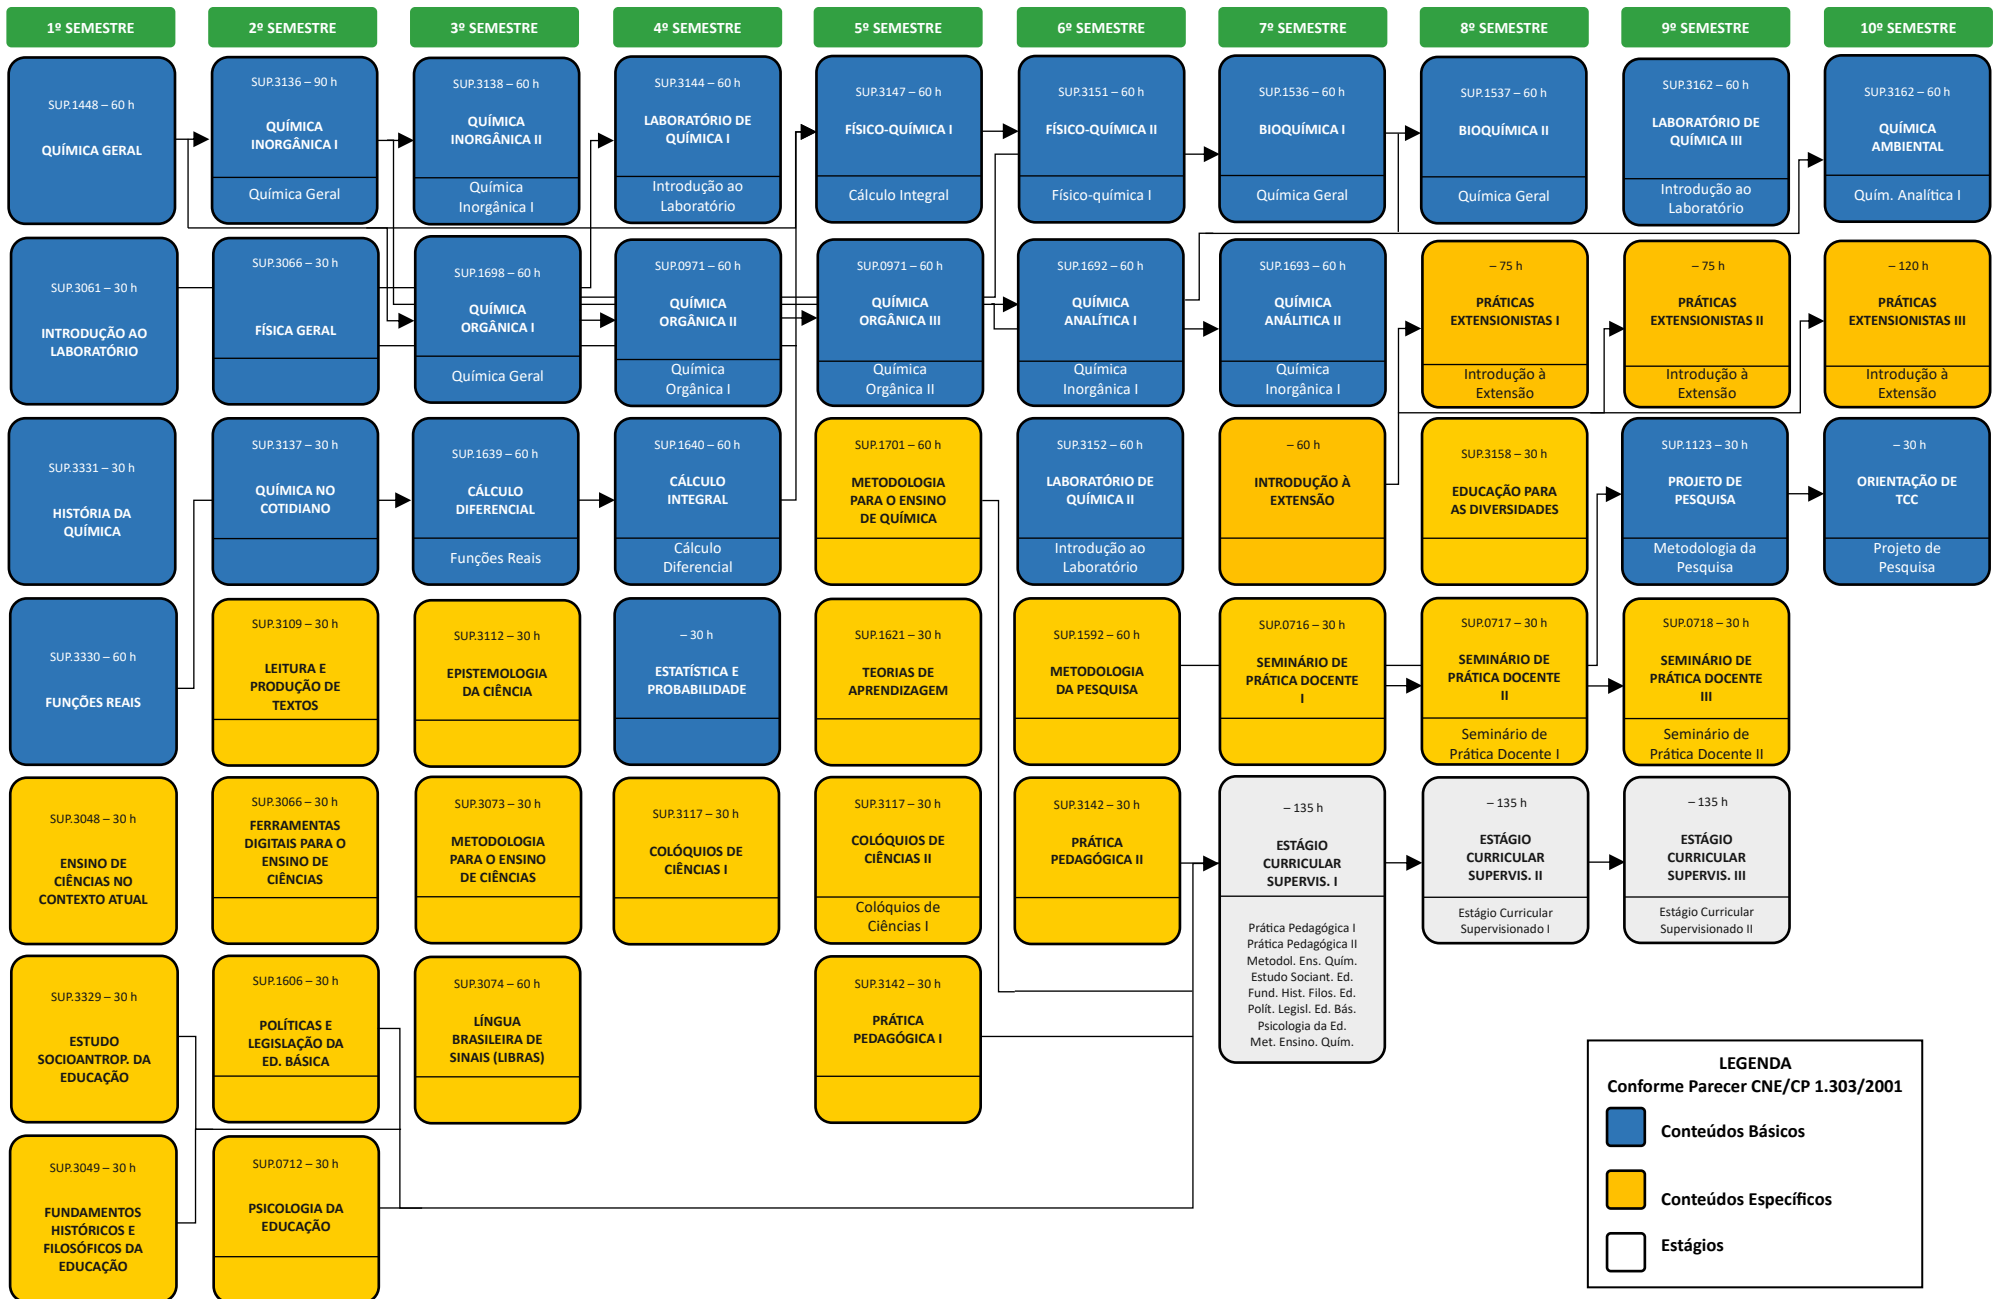 1º SEMESTRE
2º SEMESTRE
3º SEMESTRE
4º SEMESTRE
5º SEMESTRE
6º SEMESTRE
7º SEMESTRE
8º SEMESTRE
9º SEMESTRE
10º SEMESTRE
SUP.1448 – 60 h
QUÍMICA GERAL
SUP.3136 – 90 h
QUÍMICA
INORGÂNICA I
Química Geral
SUP.3138 – 60 h
QUÍMICA
INORGÂNICA II
Química
Inorgânica I
SUP.3144 – 60 h
LABORATÓRIO DE
QUÍMICA I
Introdução ao
Laboratório
SUP.3147 – 60 h
FÍSICO-QUÍMICA I
Cálculo Integral
SUP.3151 – 60 h
FÍSICO-QUÍMICA II
Físico-química I
SUP.1536 – 60 h
BIOQUÍMICA I
Química Geral
SUP.1537 – 60 h
BIOQUÍMICA II
Química Geral
SUP.3162 – 60 h
LABORATÓRIO DE
QUÍMICA III
Introdução ao
Laboratório
SUP.3162 – 60 h
QUÍMICA
AMBIENTAL
Quím. Analítica I
SUP.3061 – 30 h
INTRODUÇÃO AO
LABORATÓRIO
SUP.3066 – 30 h
FÍSICA GERAL
SUP.1698 – 60 h
QUÍMICA
ORGÂNICA I
Química Geral
SUP.0971 – 60 h
QUÍMICA
ORGÂNICA II
Química
Orgânica I
SUP.0971 – 60 h
QUÍMICA
ORGÂNICA III
Química
Orgânica II
SUP.1692 – 60 h
QUÍMICA
ANALÍTICA I
Química
Inorgânica I
SUP.1693 – 60 h
QUÍMICA
ANÁLITICA II
Química
Inorgânica I
– 75 h
PRÁTICAS
EXTENSIONISTAS I
Introdução à
Extensão
– 75 h
PRÁTICAS
EXTENSIONISTAS II
Introdução à
Extensão
– 120 h
PRÁTICAS
EXTENSIONISTAS III
Introdução à
Extensão
SUP.3331 – 30 h
HISTÓRIA DA
QUÍMICA
SUP.3137 – 30 h
QUÍMICA NO
COTIDIANO
SUP.1639 – 60 h
CÁLCULO
DIFERENCIAL
Funções Reais
SUP.1640 – 60 h
CÁLCULO
INTEGRAL
Cálculo
Diferencial
SUP.1701 – 60 h
METODOLOGIA
PARA O ENSINO
DE QUÍMICA
SUP.3152 – 60 h
LABORATÓRIO DE
QUÍMICA II
Introdução ao
Laboratório
– 60 h
INTRODUÇÃO À
EXTENSÃO
SUP.3158 – 30 h
EDUCAÇÃO PARA
AS DIVERSIDADES
SUP.1123 – 30 h
PROJETO DE
PESQUISA
Metodologia da
Pesquisa
– 30 h
ORIENTAÇÃO DE
TCC
Projeto de
Pesquisa
SUP.3330 – 60 h
FUNÇÕES REAIS
SUP.3109 – 30 h
LEITURA E
PRODUÇÃO DE
TEXTOS
SUP.3112 – 30 h
EPISTEMOLOGIA
DA CIÊNCIA
– 30 h
ESTATÍSTICA E
PROBABILIDADE
SUP.1621 – 30 h
TEORIAS DE
APRENDIZAGEM
SUP.1592 – 60 h
METODOLOGIA
DA PESQUISA
SUP.0716 – 30 h
SEMINÁRIO DE
PRÁTICA DOCENTE
I
SUP.0717 – 30 h
SEMINÁRIO DE
PRÁTICA DOCENTE
II
Seminário de
Prática Docente I
SUP.0718 – 30 h
SEMINÁRIO DE
PRÁTICA DOCENTE
III
Seminário de
Prática Docente II
SUP.3048 – 30 h
ENSINO DE
CIÊNCIAS NO
CONTEXTO ATUAL
SUP.3066 – 30 h
FERRAMENTAS
DIGITAIS PARA O
ENSINO DE
CIÊNCIAS
SUP.3073 – 30 h
METODOLOGIA
PARA O ENSINO
DE CIÊNCIAS
SUP.3117 – 30 h
COLÓQUIOS DE
CIÊNCIAS I
SUP.3117 – 30 h
COLÓQUIOS DE
CIÊNCIAS II
Colóquios de
Ciências I
SUP.3142 – 30 h
PRÁTICA
PEDAGÓGICA II
– 135 h
ESTÁGIO
CURRICULAR
SUPERVIS. I
Prática Pedagógica I
Prática Pedagógica II
Metodol. Ens. Quím.
Estudo Sociant. Ed.
Fund. Hist. Filos. Ed.
Polít. Legisl. Ed. Bás.
Psicologia da Ed.
Met. Ensino. Quím.
– 135 h
ESTÁGIO
CURRICULAR
SUPERVIS. II
Estágio Curricular
Supervisionado I
– 135 h
ESTÁGIO
CURRICULAR
SUPERVIS. III
Estágio Curricular
Supervisionado II
SUP.3329 – 30 h
ESTUDO
SOCIOANTROP. DA
EDUCAÇÃO
SUP.1606 – 30 h
POLÍTICAS E
LEGISLAÇÃO DA
ED. BÁSICA
SUP.3074 – 60 h
LÍNGUA
BRASILEIRA DE
SINAIS (LIBRAS)
SUP.3142 – 30 h
PRÁTICA
PEDAGÓGICA I
SUP.3049 – 30 h
FUNDAMENTOS
HISTÓRICOS E
FILOSÓFICOS DA
EDUCAÇÃO
SUP.0712 – 30 h
PSICOLOGIA DA
EDUCAÇÃO
LEGENDA
Conforme Parecer CNE/CP 1.303/2001
Conteúdos Básicos
Conteúdos Específicos
Estágios